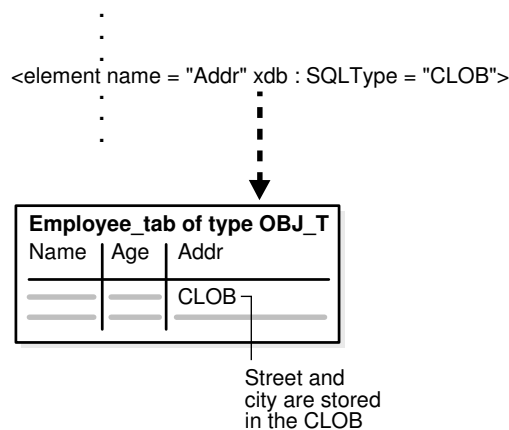 <element name = "Addr" xdb : SQLType = "CLOB">
Employee_tab of type OBJ_T
Name Age Addr
CLOB
Street and
city are stored
in the CLOB